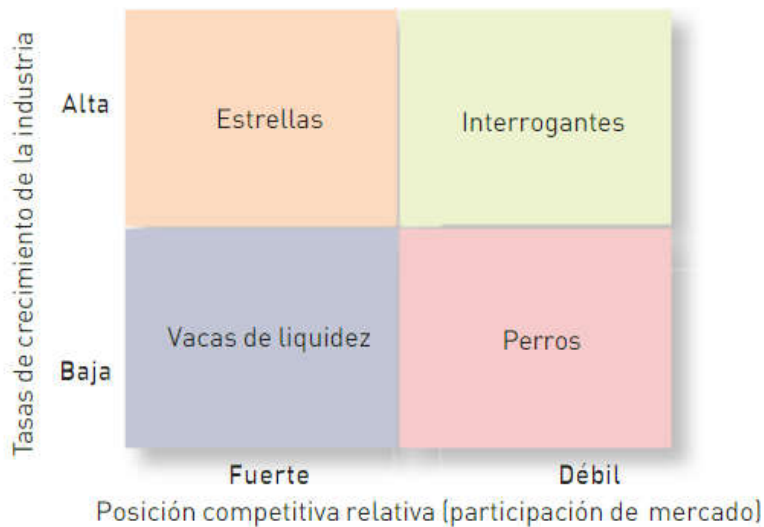 Tasas de crecimiento de la industria
Alta
Estrellas
Interrogantes
Vacas de liquidez
Perros
Baja
Fuerte
Débil
Posición competitiva relativa (participación de mercado)